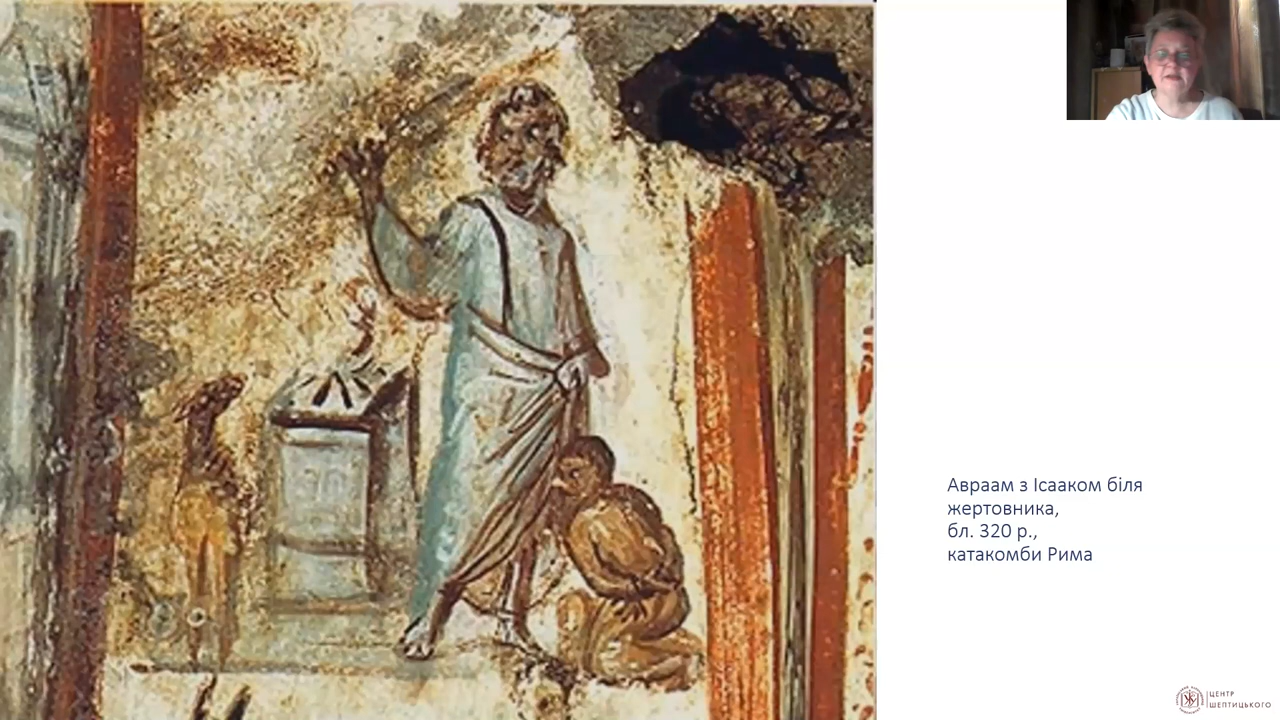 Авраам з Ісааком біля
жертовника,
бл. 320 р.,
катакомби Рима
ЦЕНТР
ШЕПТИЦЬКОГО